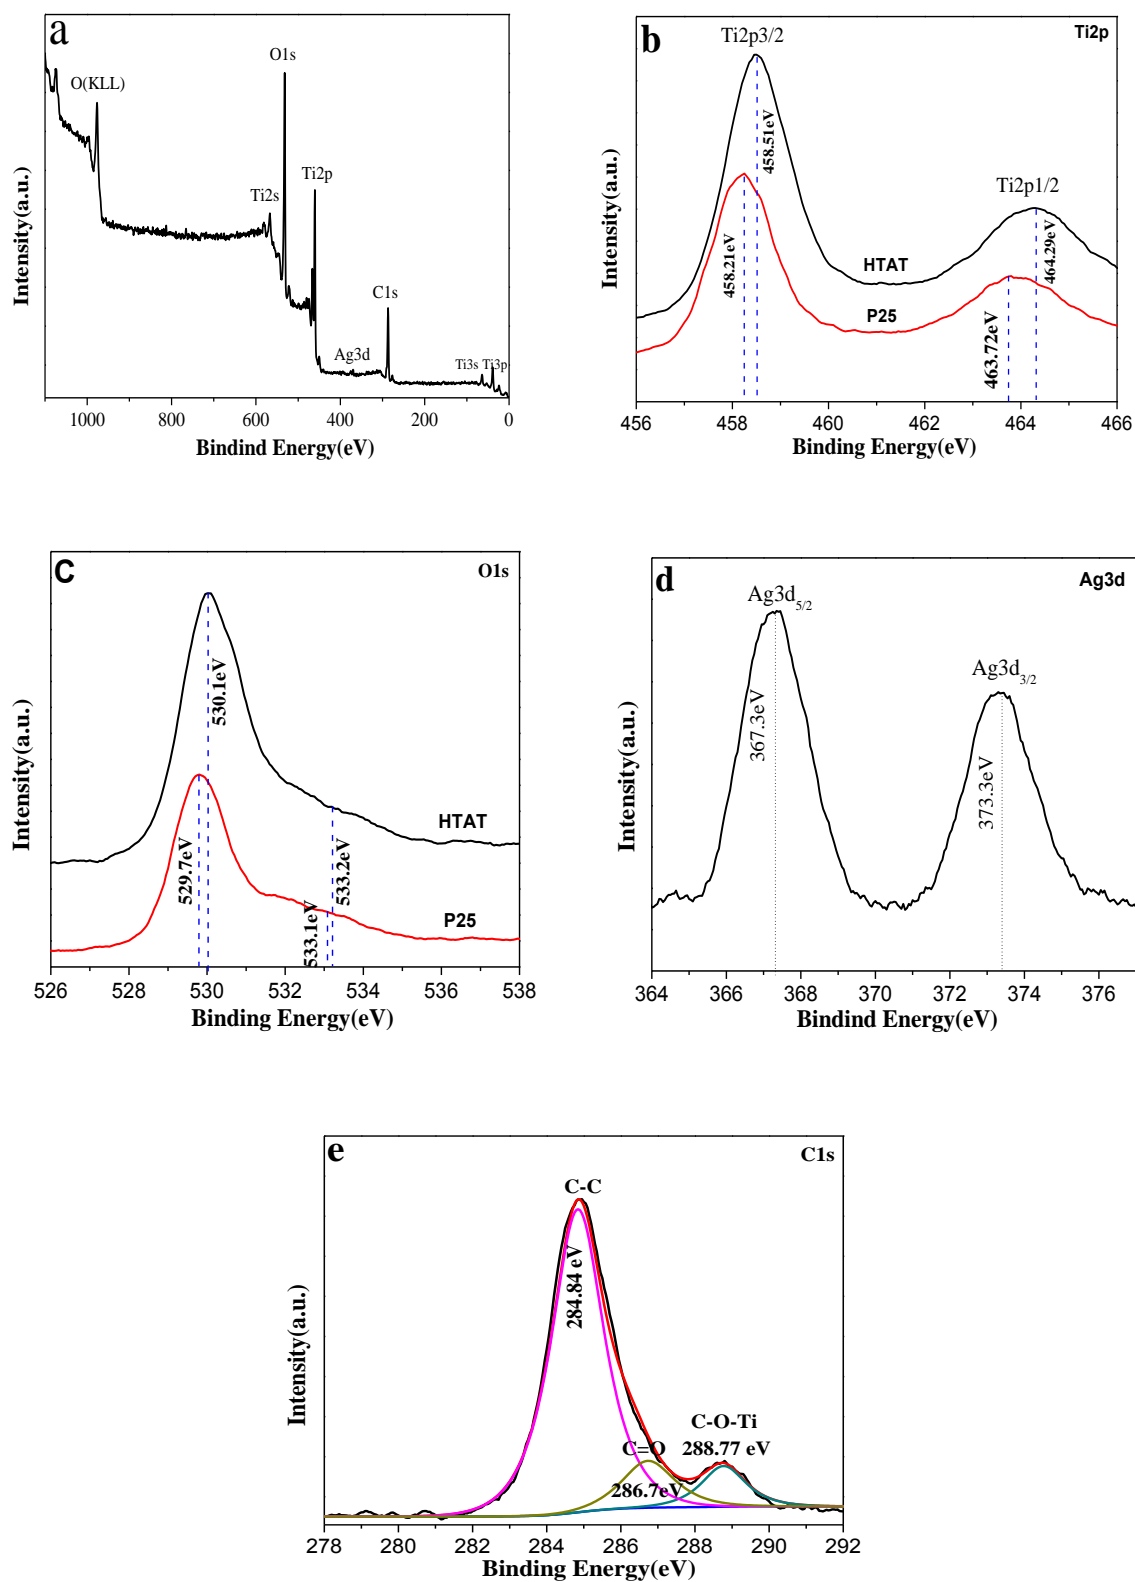 a
O1s
O(KLL)
Ti2p
Ti2s
C1s
Ag3d
Ti3s Ti3p
Intensity(a.u.)
1000 800 600 400 200 0
Bindind Energy(eV)
b
Ti2p
Ti2p3/2
458.51eV
Ti2p1/2
458.21eV
464.29eV
HTAT
P25
463.72eV
Intensity(a.u.)
456 458 460 462 464 466
Binding Energy(eV)
C
O1s
530.1eV
HTAT
529.7eV
533.2eV
533.1eV
P25
Intensity(a.u.)
526 528 530 532 534 536 538
Binding Energy(eV)
d
Ag3d
Ag3d5/2
Ag3d3/2
367.3eV
373.3eV
Intensity(a.u.)
364 366 368 370 372 374 376
Bindind Energy(eV)
e
C1s
C-C
284.84 eV
C-O-Ti
C=O 288.77 eV
286.7eV
Intensity(a.u.)
278 280 282 284 286 288 290 292
Binding Energy(eV)